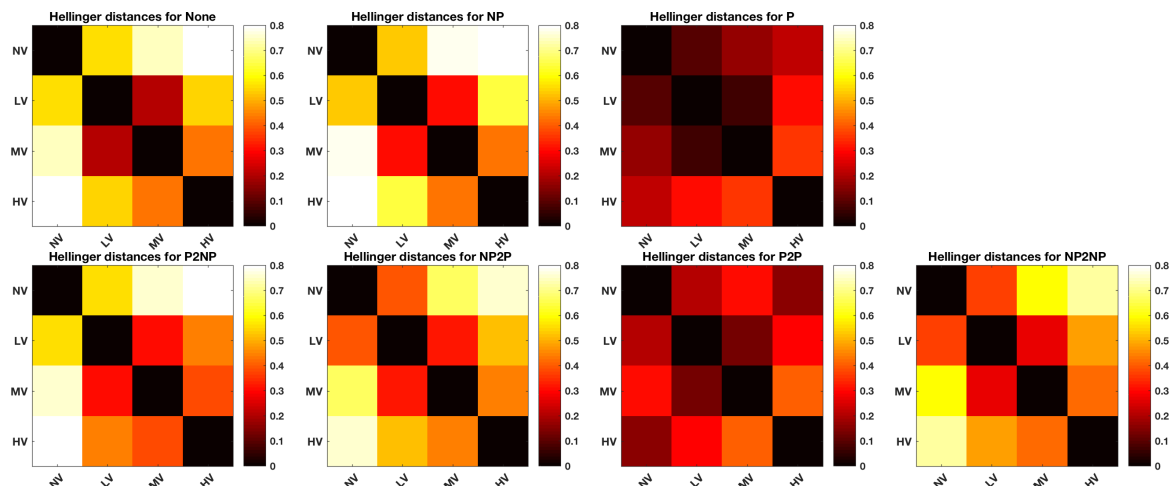 Hellinger distances for None
NV
LV
MV
HV
NV LV MV HV
0.8
0.7
0.6
0.5
0.4
0.3
0.2
0.1
0
Hellinger distances for NP
NV
LV
MV
HV
NV LV MV HV
0.8
0.7
0.6
0.5
0.4
0.3
0.2
0.1
0
Hellinger distances for P
NV
LV
MV
HV
NV LV MV HV
0.8
0.7
0.6
0.5
0.4
0.3
0.2
0.1
0
Hellinger distances for P2NP
NV
LV
MV
HV
NV LV MV HV
0.8
0.7
0.6
0.5
0.4
0.3
0.2
0.1
0
Hellinger distances for NP2P
NV
LV
MV
HV
NV LV MV HV
0.8
0.7
0.6
0.5
0.4
0.3
0.2
0.1
0
Hellinger distances for P2P
NV
LV
MV
HV
NV LV MV HV
0.8
0.7
0.6
0.5
0.4
0.3
0.2
0.1
0
Hellinger distances for NP2NP
NV
LV
MV
HV
NV LV MV HV
0.8
0.7
0.6
0.5
0.4
0.3
0.2
0.1
0